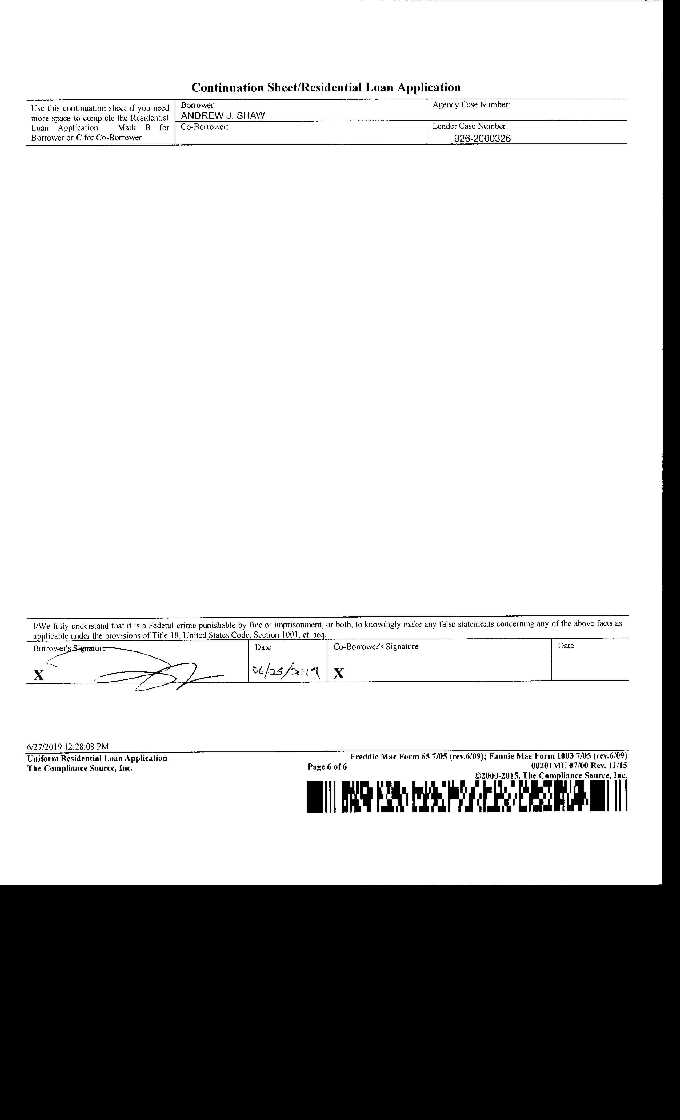 Continuation Sheet/Residential Loan Application
Use this continuation sheet if you need
more space to complete the Residential
Loan Application. Mark B for
Borrower or C for Co-Borrower
Borrower
ANDREW J. SHAW
Co-Borrower:
Agency Case Number:
Lender Case Number
926-2000326
I/We fully understand that it is a Federal crime punishable by fine or imprisonment, or both, to knowingly make any false statements concerning any of the above facts as
applicable under the provisions of Title 18, United States Code, Section 1001, et seq.
Borrower's Signature
X
Date
Co-Borrower's Signature
X
Date
6/27/2019 12:28:08 PM
Uniform Residential Loan Application
The Compliance Source, Inc.
Page 6 of 6
Freddie Mac Form 65 7/05 (rev.6/09); Fannie Mae Form 1003 7/05 (rev.6/09)
00201MU 07/00 Rev. 11/15
©2000-2015, The Compliance Source, Inc.